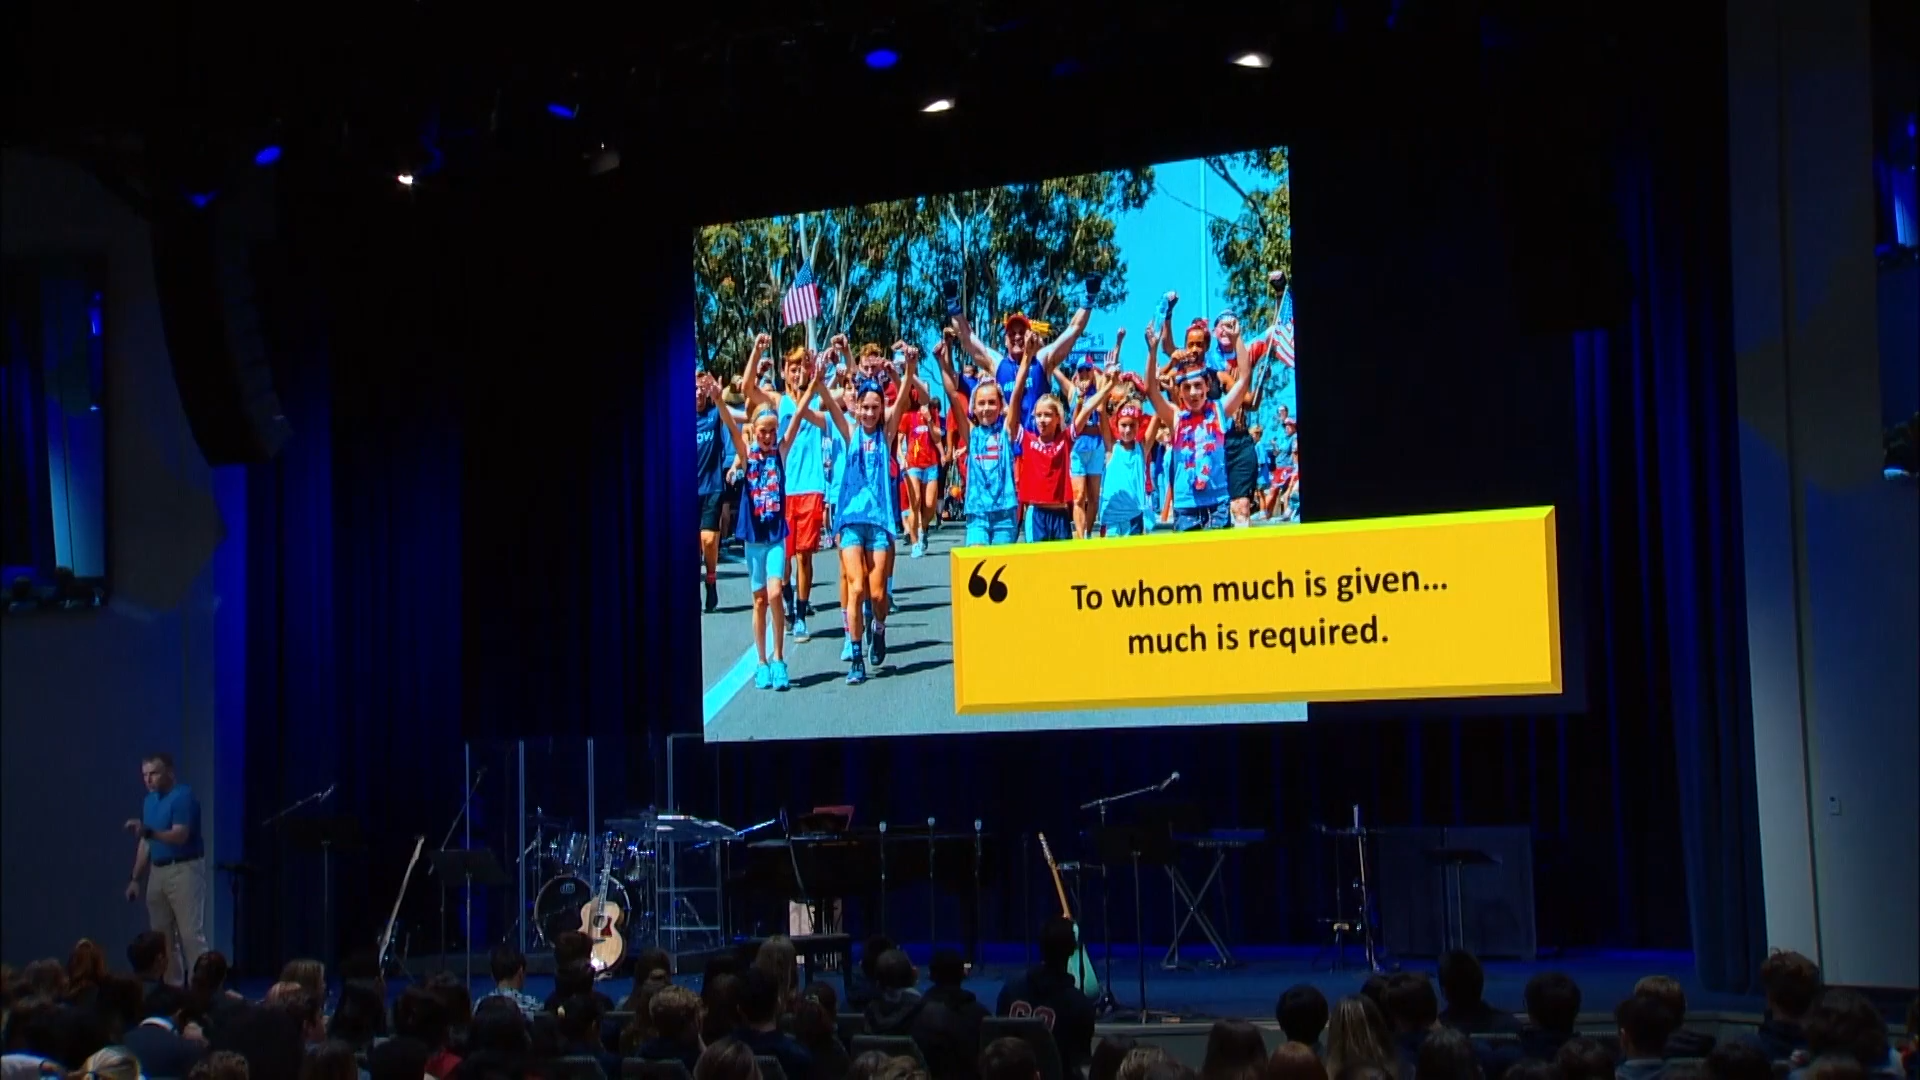 “
To whom much is given...
much is required.